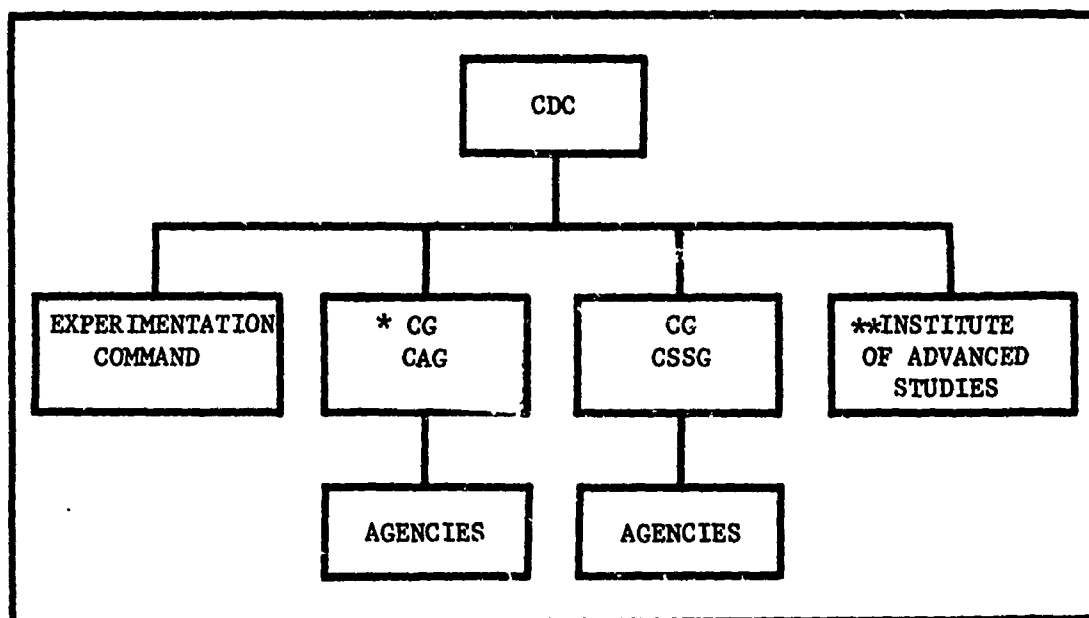 CDC
EXPERIMENTATION
COMMAND
* CG
CAG
CG
CSSG
**INSTITUTE
OF ADVANCED
STUDIES
AGENCIES
AGENCIES